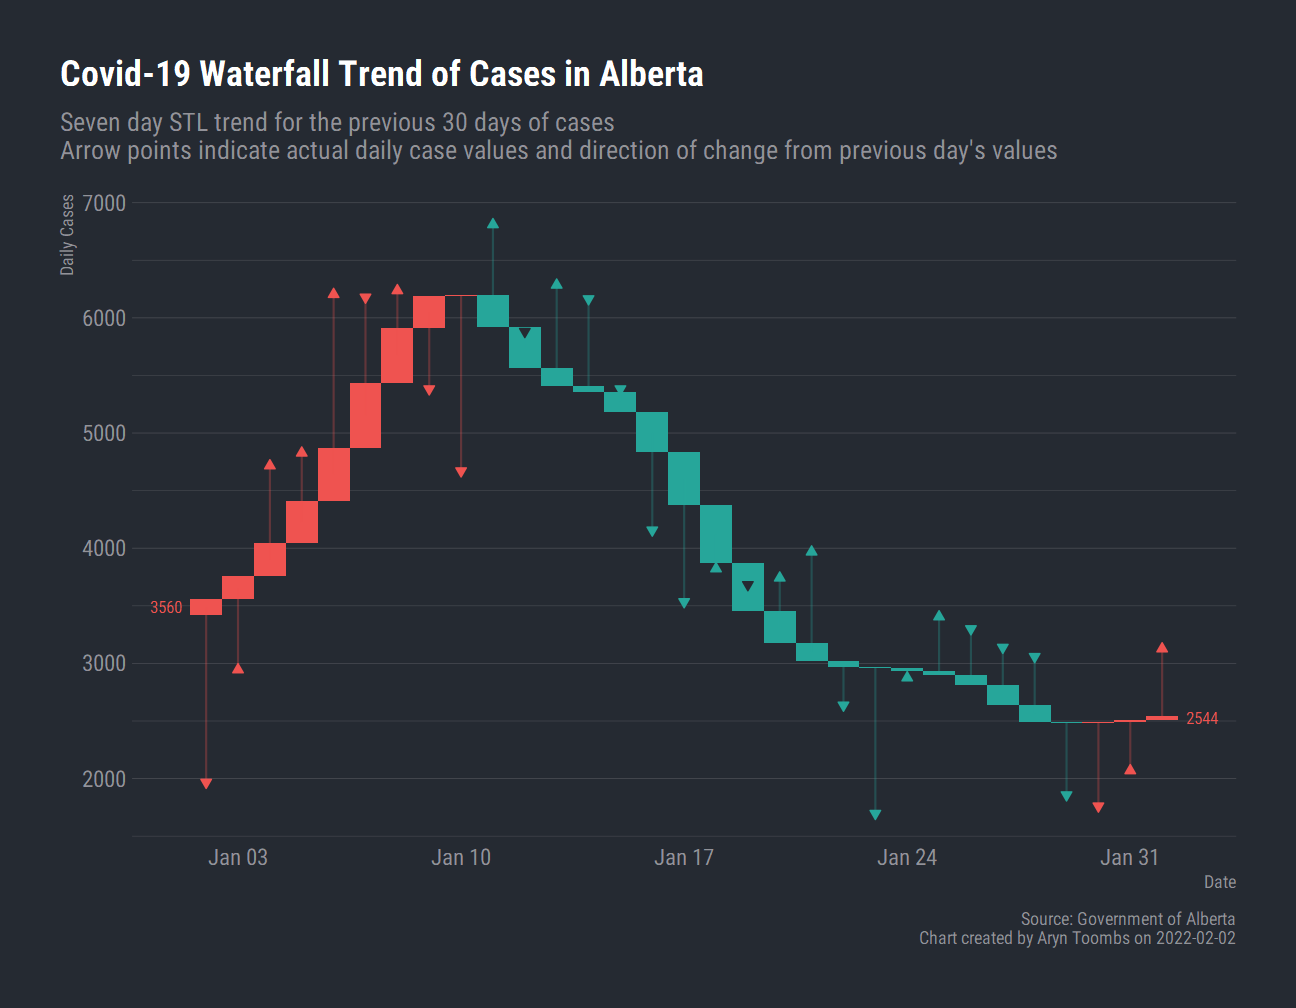 Covid-19 Waterfall Trend of Cases in Alberta
Seven day STL trend for the previous 30 days of cases
Arrow points indicate actual daily case values and direction of change from previous day's values
Daily Cases
7000
6000
5000
4000
3000
2000
3560
2544
Jan 03
Jan 10
Jan 17
Jan 24
Jan 31
Date
Source: Government of Alberta
Chart created by Aryn Toombs on 2022-02-02